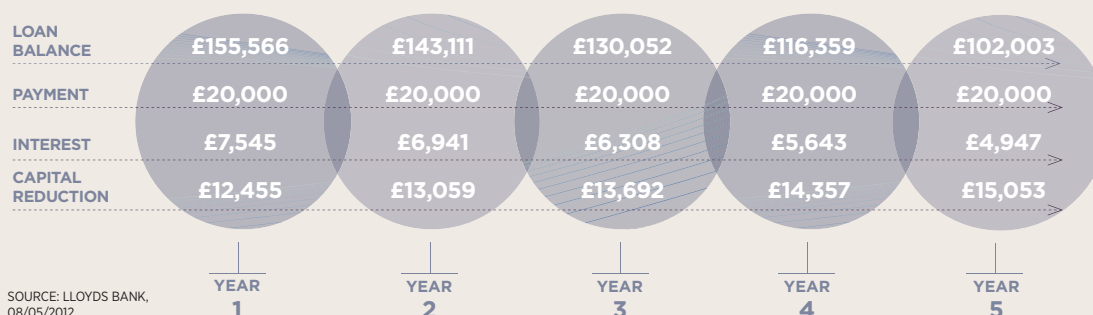 LOAN
BALANCE
£155,566 £143,111 £130,052 £116,359 £102,003
PAYMENT £20,000 £20,000 £20,000 £20,000 £20,000
INTEREST £7,545 £6,941 £6,308 £5,643 £4,947
CAPITAL
REDUCTION
£12,455 £13,059 £13,692 £14,357 £15,053
YEAR YEAR YEAR YEAR YEAR
1 2 3 4 5
SOURCE: LLOYDS BANK,
08/05/2012